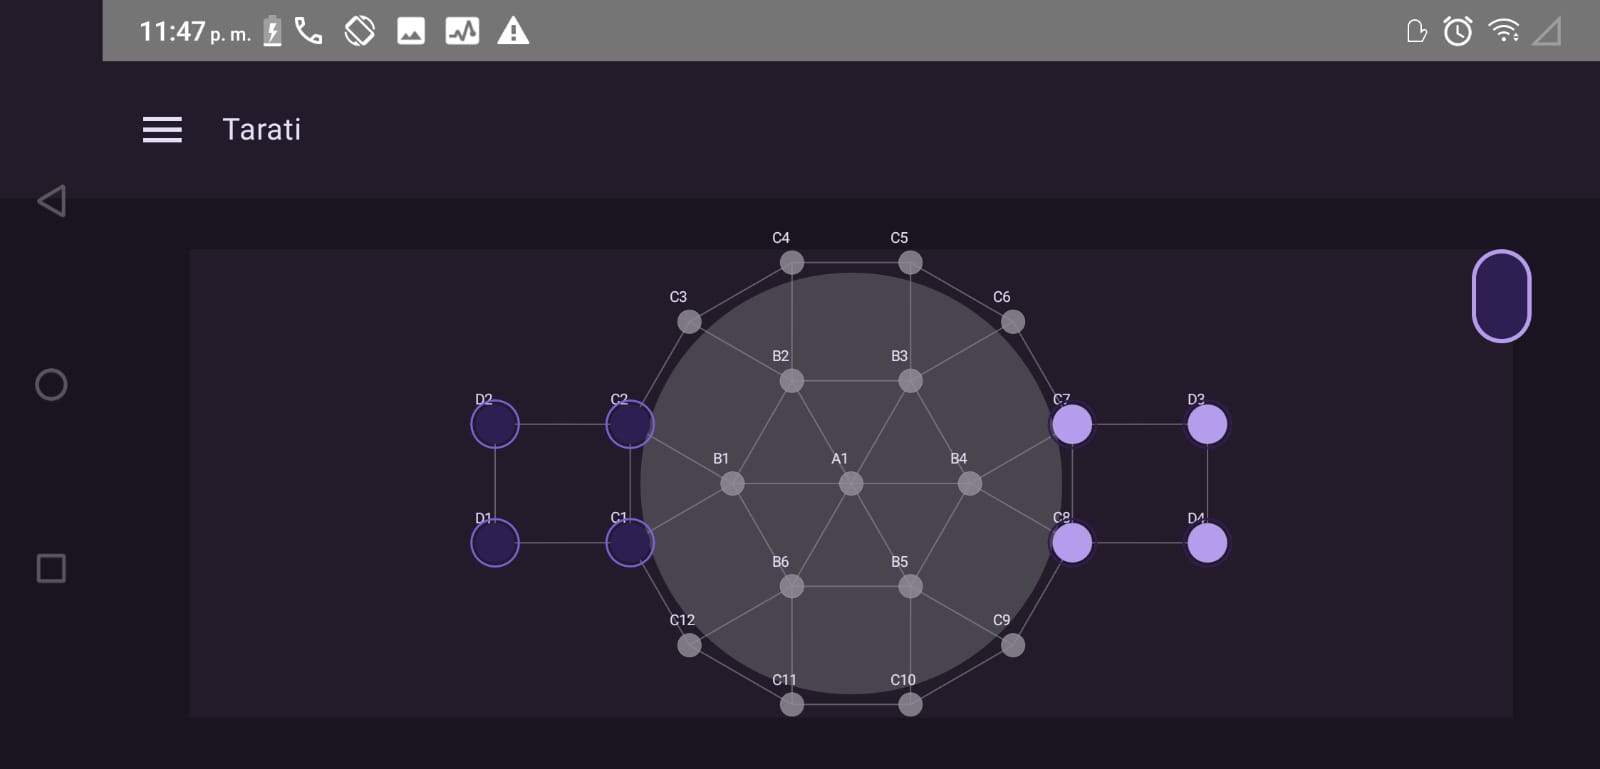 11:47 p. m.
Tarati
C4 C5
C3 C6
B2 B3
D2 C2 C7 D3
B1 A1 B4
D1 C1 C8 D4
B6 B5
C12 C9
C11 C10